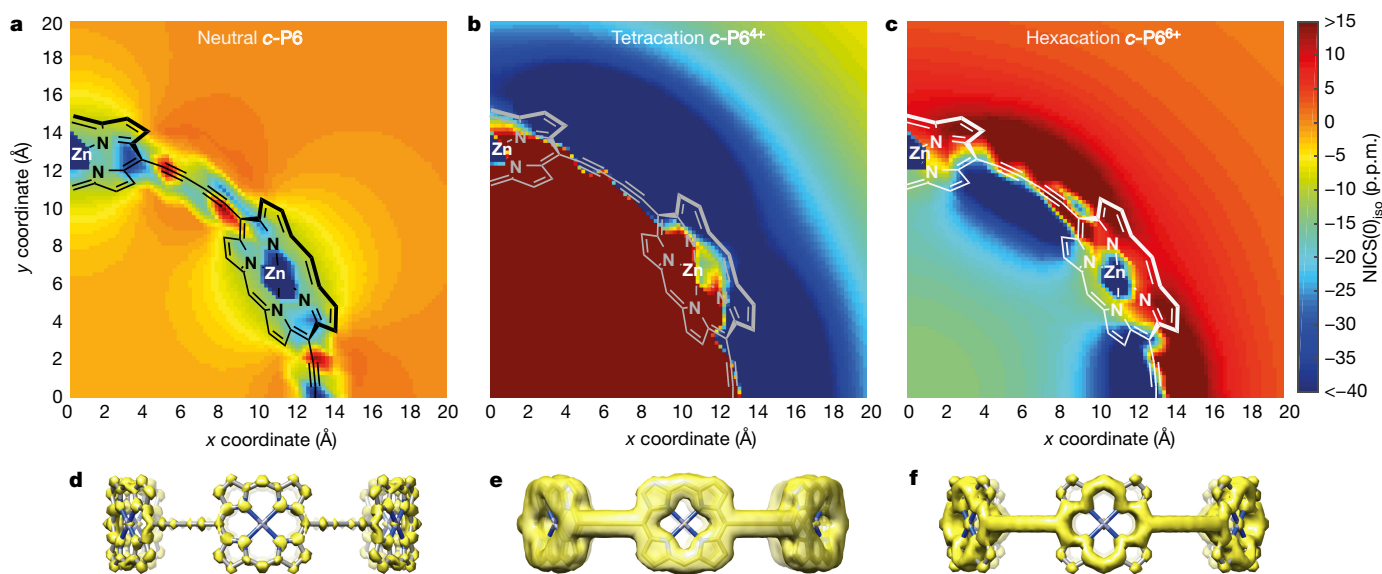 a
Neutral c-P6
20
18
16
14
12
10
8
6
4
2
0
y coordinate (Å)
Zn
N
N
N
Zn
N
N
N
0 2 4 6 8 10 12 14 16 18 20
x coordinate (Å)
b
Tetracation c-P6⁴⁺
Zn
N
N
N
Zn
N
N
N
0 2 4 6 8 10 12 14 16 18 20
x coordinate (Å)
c
Hexacation c-P6⁶⁺
Zn
N
N
N
Zn
N
N
N
0 2 4 6 8 10 12 14 16 18 20
x coordinate (Å)
>15
10
5
0
−5
−10
−15
−20
−25
−30
−35
<−40
NICS(0)iso (p.p.m.)
d
e
f